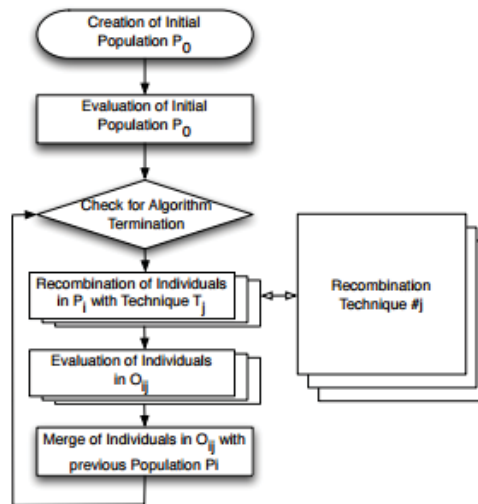 Creation of Initial
Population P0
Evaluation of Initial
Population P0
Check for Algorithm
Termination
Recombination of Individuals
in Pi with Technique Tj
Recombination
Technique #j
Evaluation of Individuals
in Oij
Merge of Individuals in Oij with
previous Population Pi